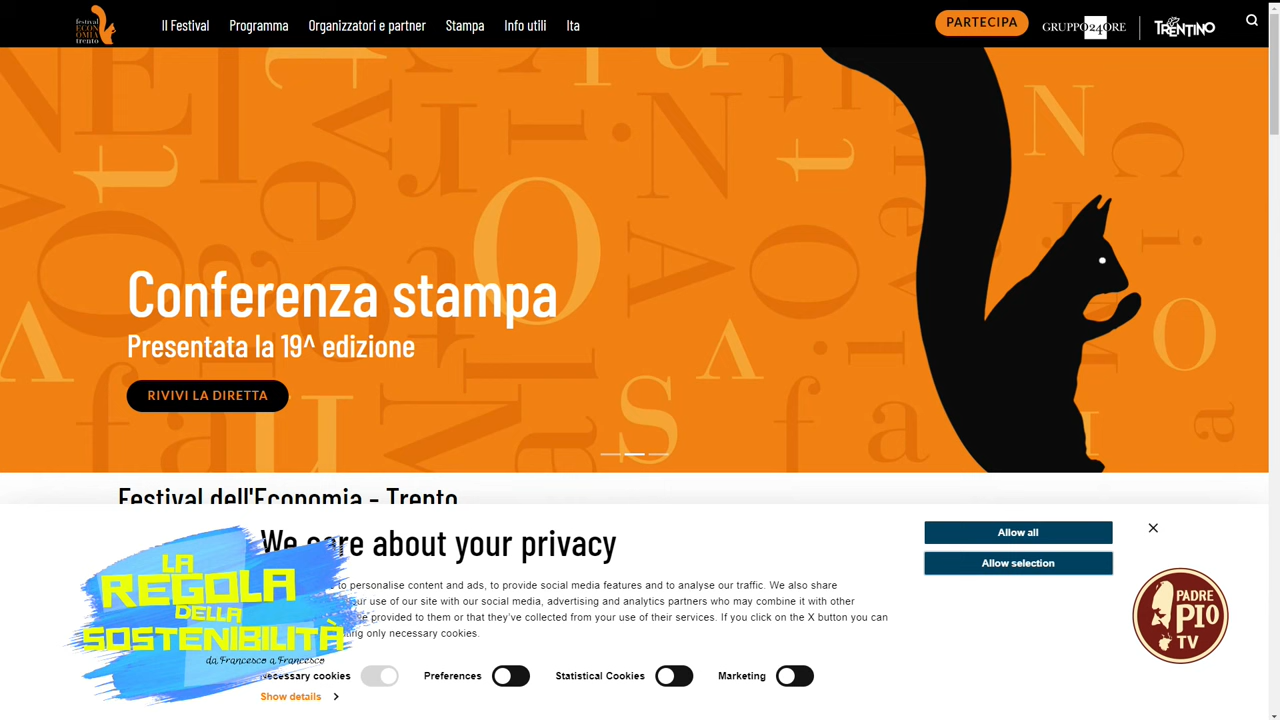 festival
ECON
OMIA
trento
Il Festival
Programma
Organizzatori e partner
Stampa
Info utili
Ita
PARTECIPA
GRUPPO24ORE
TRENTINO
Conferenza stampa
Presentata la 19^ edizione
RIVIVI LA DIRETTA
Festival dell'Economia - Trento
We care about your privacy
to personalise content and ads, to provide social media features and to analyse our traffic. We also share
our use of our site with our social media, advertising and analytics partners who may combine it with other
provided to them or that they've collected from your use of their services. If you click on the X button you can
only necessary cookies.
Allow all
Allow selection
Necessary cookies
Preferences
Statistical Cookies
Marketing
Show details
LA
REGOLA
DELLA
SOSTENIBILITÀ
da Francesco a Francesco
PADRE
PIO
TV